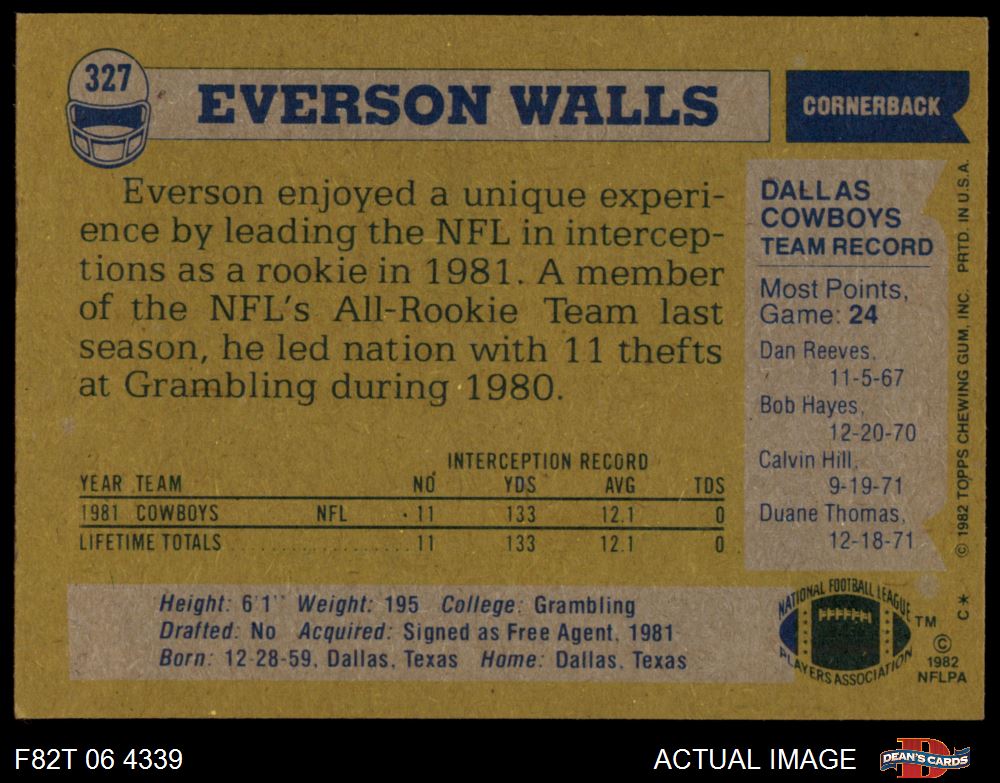 327
EVERSON WALLS
CORNERBACK
Everson enjoyed a unique experi-
ence by leading the NFL in intercep-
tions as a rookie in 1981. A member
of the NFL's All-Rookie Team last
season, he led nation with 11 thefts
at Grambling during 1980.
INTERCEPTION RECORD
YEAR TEAM NO YDS AVG TDS
1981 COWBOYS NFL 11 133 12.1 0
LIFETIME TOTALS 11 133 12.1 0
Height: 6'1" Weight: 195 College: Grambling
Drafted: No Acquired: Signed as Free Agent, 1981
Born: 12-28-59, Dallas, Texas Home: Dallas, Texas
DALLAS
COWBOYS
TEAM RECORD
Most Points,
Game: 24
Dan Reeves,
11-5-67
Bob Hayes,
12-20-70
Calvin Hill,
9-19-71
Duane Thomas,
12-18-71
© 1982 TOPPS CHEWING GUM, INC. PRTD. IN U.S.A.
C *
NATIONAL FOOTBALL LEAGUE
PLAYERS ASSOCIATION
TM
©
1982
NFLPA
F82T 06 4339
ACTUAL IMAGE
D
DEAN'S CARDS